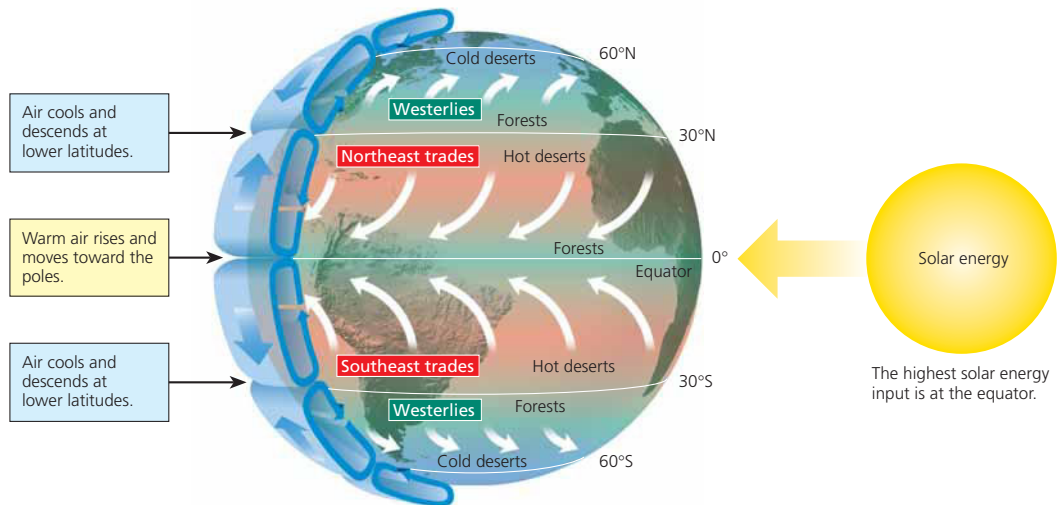 Air cools and
descends at
lower latitudes.
Warm air rises and
moves toward the
poles.
Air cools and
descends at
lower latitudes.
60°N
Cold deserts
Westerlies
Forests
30°N
Northeast trades
Hot deserts
Forests
0°
Equator
Southeast trades
Hot deserts
30°S
Westerlies
Forests
Cold deserts
60°S
Solar energy
The highest solar energy
input is at the equator.